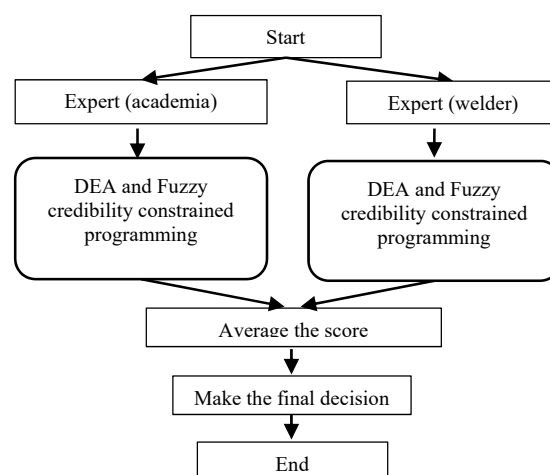 Start
Expert (academia)
Expert (welder)
DEA and Fuzzy
credibility constrained
programming
DEA and Fuzzy
credibility constrained
programming
Average the score
Make the final decision
End